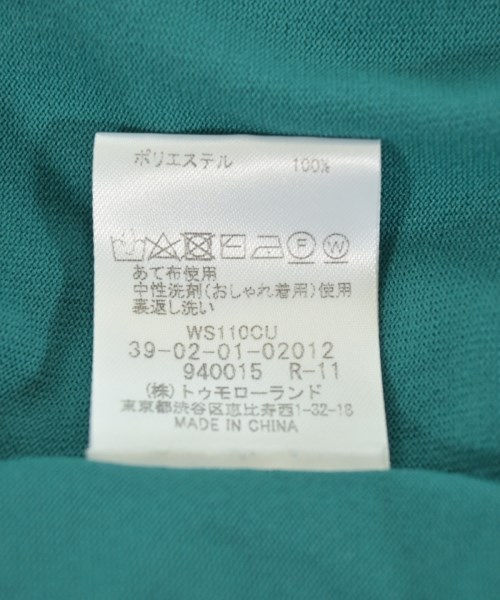 ポリエステル 100%
F W
あて布使用
中性洗剤(おしゃれ着用)使用
裏返し洗い
WS110CU
39-02-01-02012
940015 R-11
(株)トゥモローランド
東京都渋谷区恵比寿西1-32-18
MADE IN CHINA